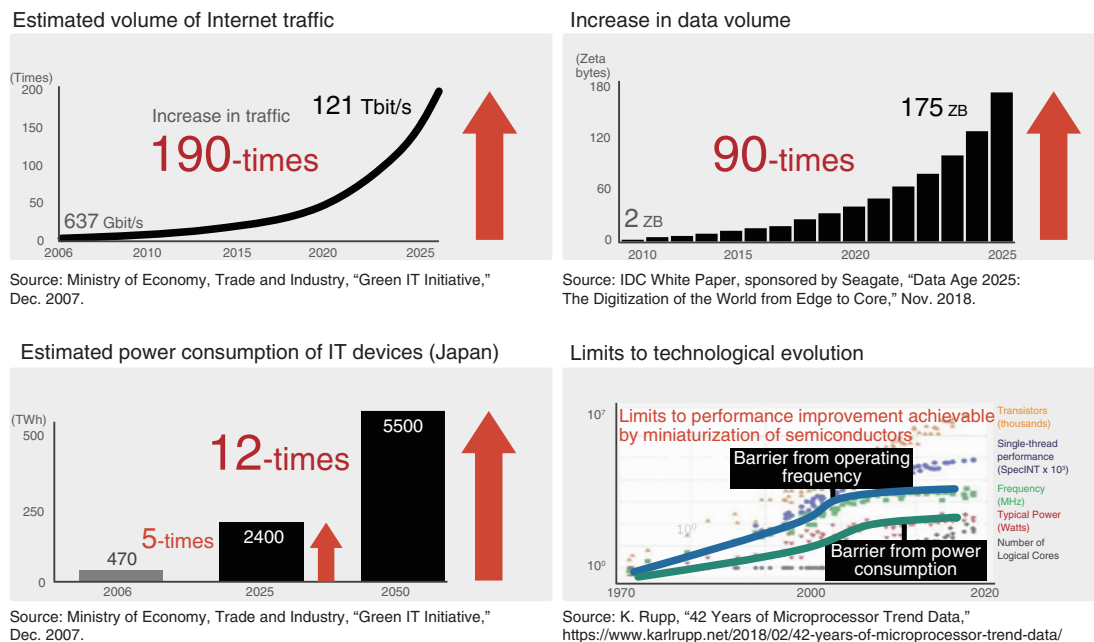 Estimated volume of Internet traffic
(Times)
200
150
100
50
0
Increase in traffic
190-times
121 Tbit/s
637 Gbit/s
2006
2010
2015
2020
2025
Source: Ministry of Economy, Trade and Industry, “Green IT Initiative,”
Dec. 2007.
Increase in data volume
(Zeta
bytes)
180
120
60
0
90-times
175 ZB
2 ZB
2010
2015
2020
2025
Source: IDC White Paper, sponsored by Seagate, “Data Age 2025:
The Digitization of the World from Edge to Core,” Nov. 2018.
Estimated power consumption of IT devices (Japan)
(TWh)
500
250
0
12-times
5-times
470
2400
5500
2006
2025
2050
Source: Ministry of Economy, Trade and Industry, “Green IT Initiative,”
Dec. 2007.
Limits to technological evolution
10⁷
10⁰
Limits to performance improvement achievable
by miniaturization of semiconductors
Barrier from operating
frequency
10⁰
Barrier from power
consumption
1970
2000
2020
Transistors
(thousands)
Single-thread
performance
(SpecINT x 10³)
Frequency
(MHz)
Typical Power
(Watts)
Number of
Logical Cores
Source: K. Rupp, “42 Years of Microprocessor Trend Data,”
https://www.karlrupp.net/2018/02/42-years-of-microprocessor-trend-data/